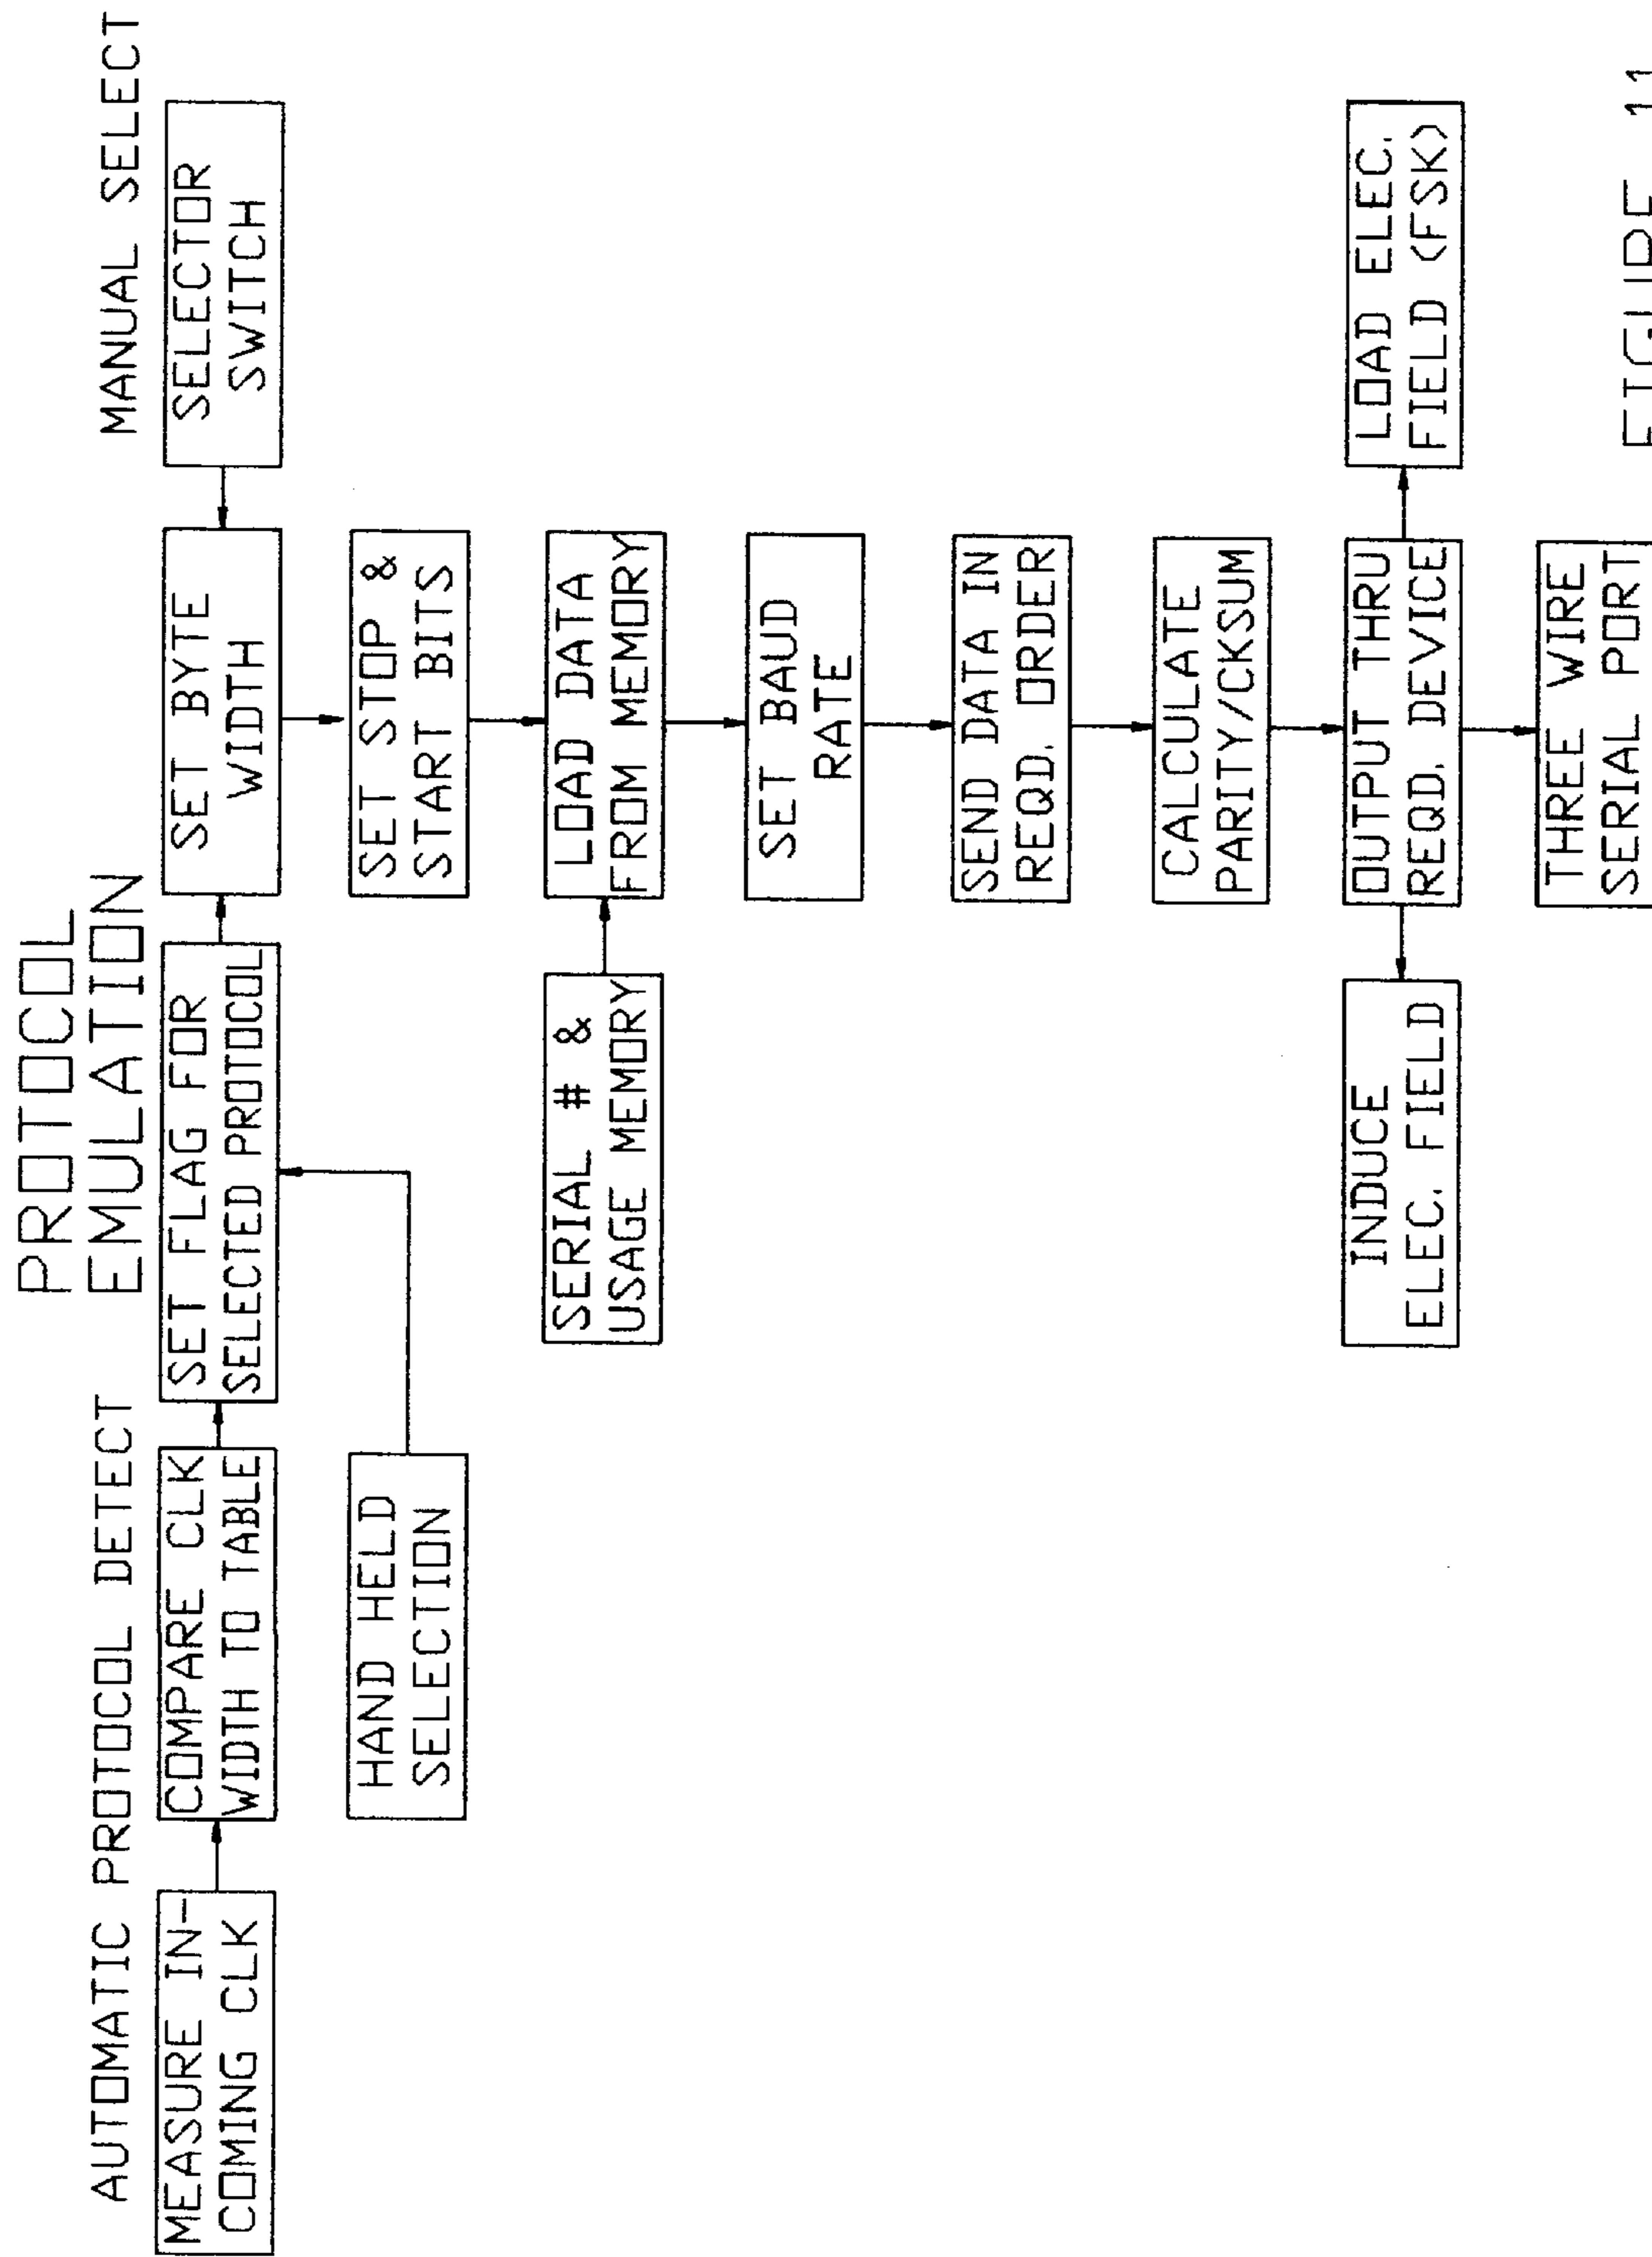 PROTOCOL
EMULATION
AUTOMATIC PROTOCOL DETECT
MANUAL SELECT
MEASURE IN-
COMING CLK
COMPARE CLK
WIDTH TO TABLE
SET FLAG FOR
SELECTED PROTOCOL
SET BYTE
WIDTH
SELECTOR
SWITCH
HAND HELD
SELECTION
SET STOP &
START BITS
SERIAL # &
USAGE MEMORY
LOAD DATA
FROM MEMORY
SET BAUD
RATE
SEND DATA IN
REQD. ORDER
CALCULATE
PARITY/CKSUM
INDUCE
ELEC. FIELD
OUTPUT THRU
REQD. DEVICE
LOAD ELEC.
FIELD (FSK)
THREE WIRE
SERIAL PORT
FIGURE 11